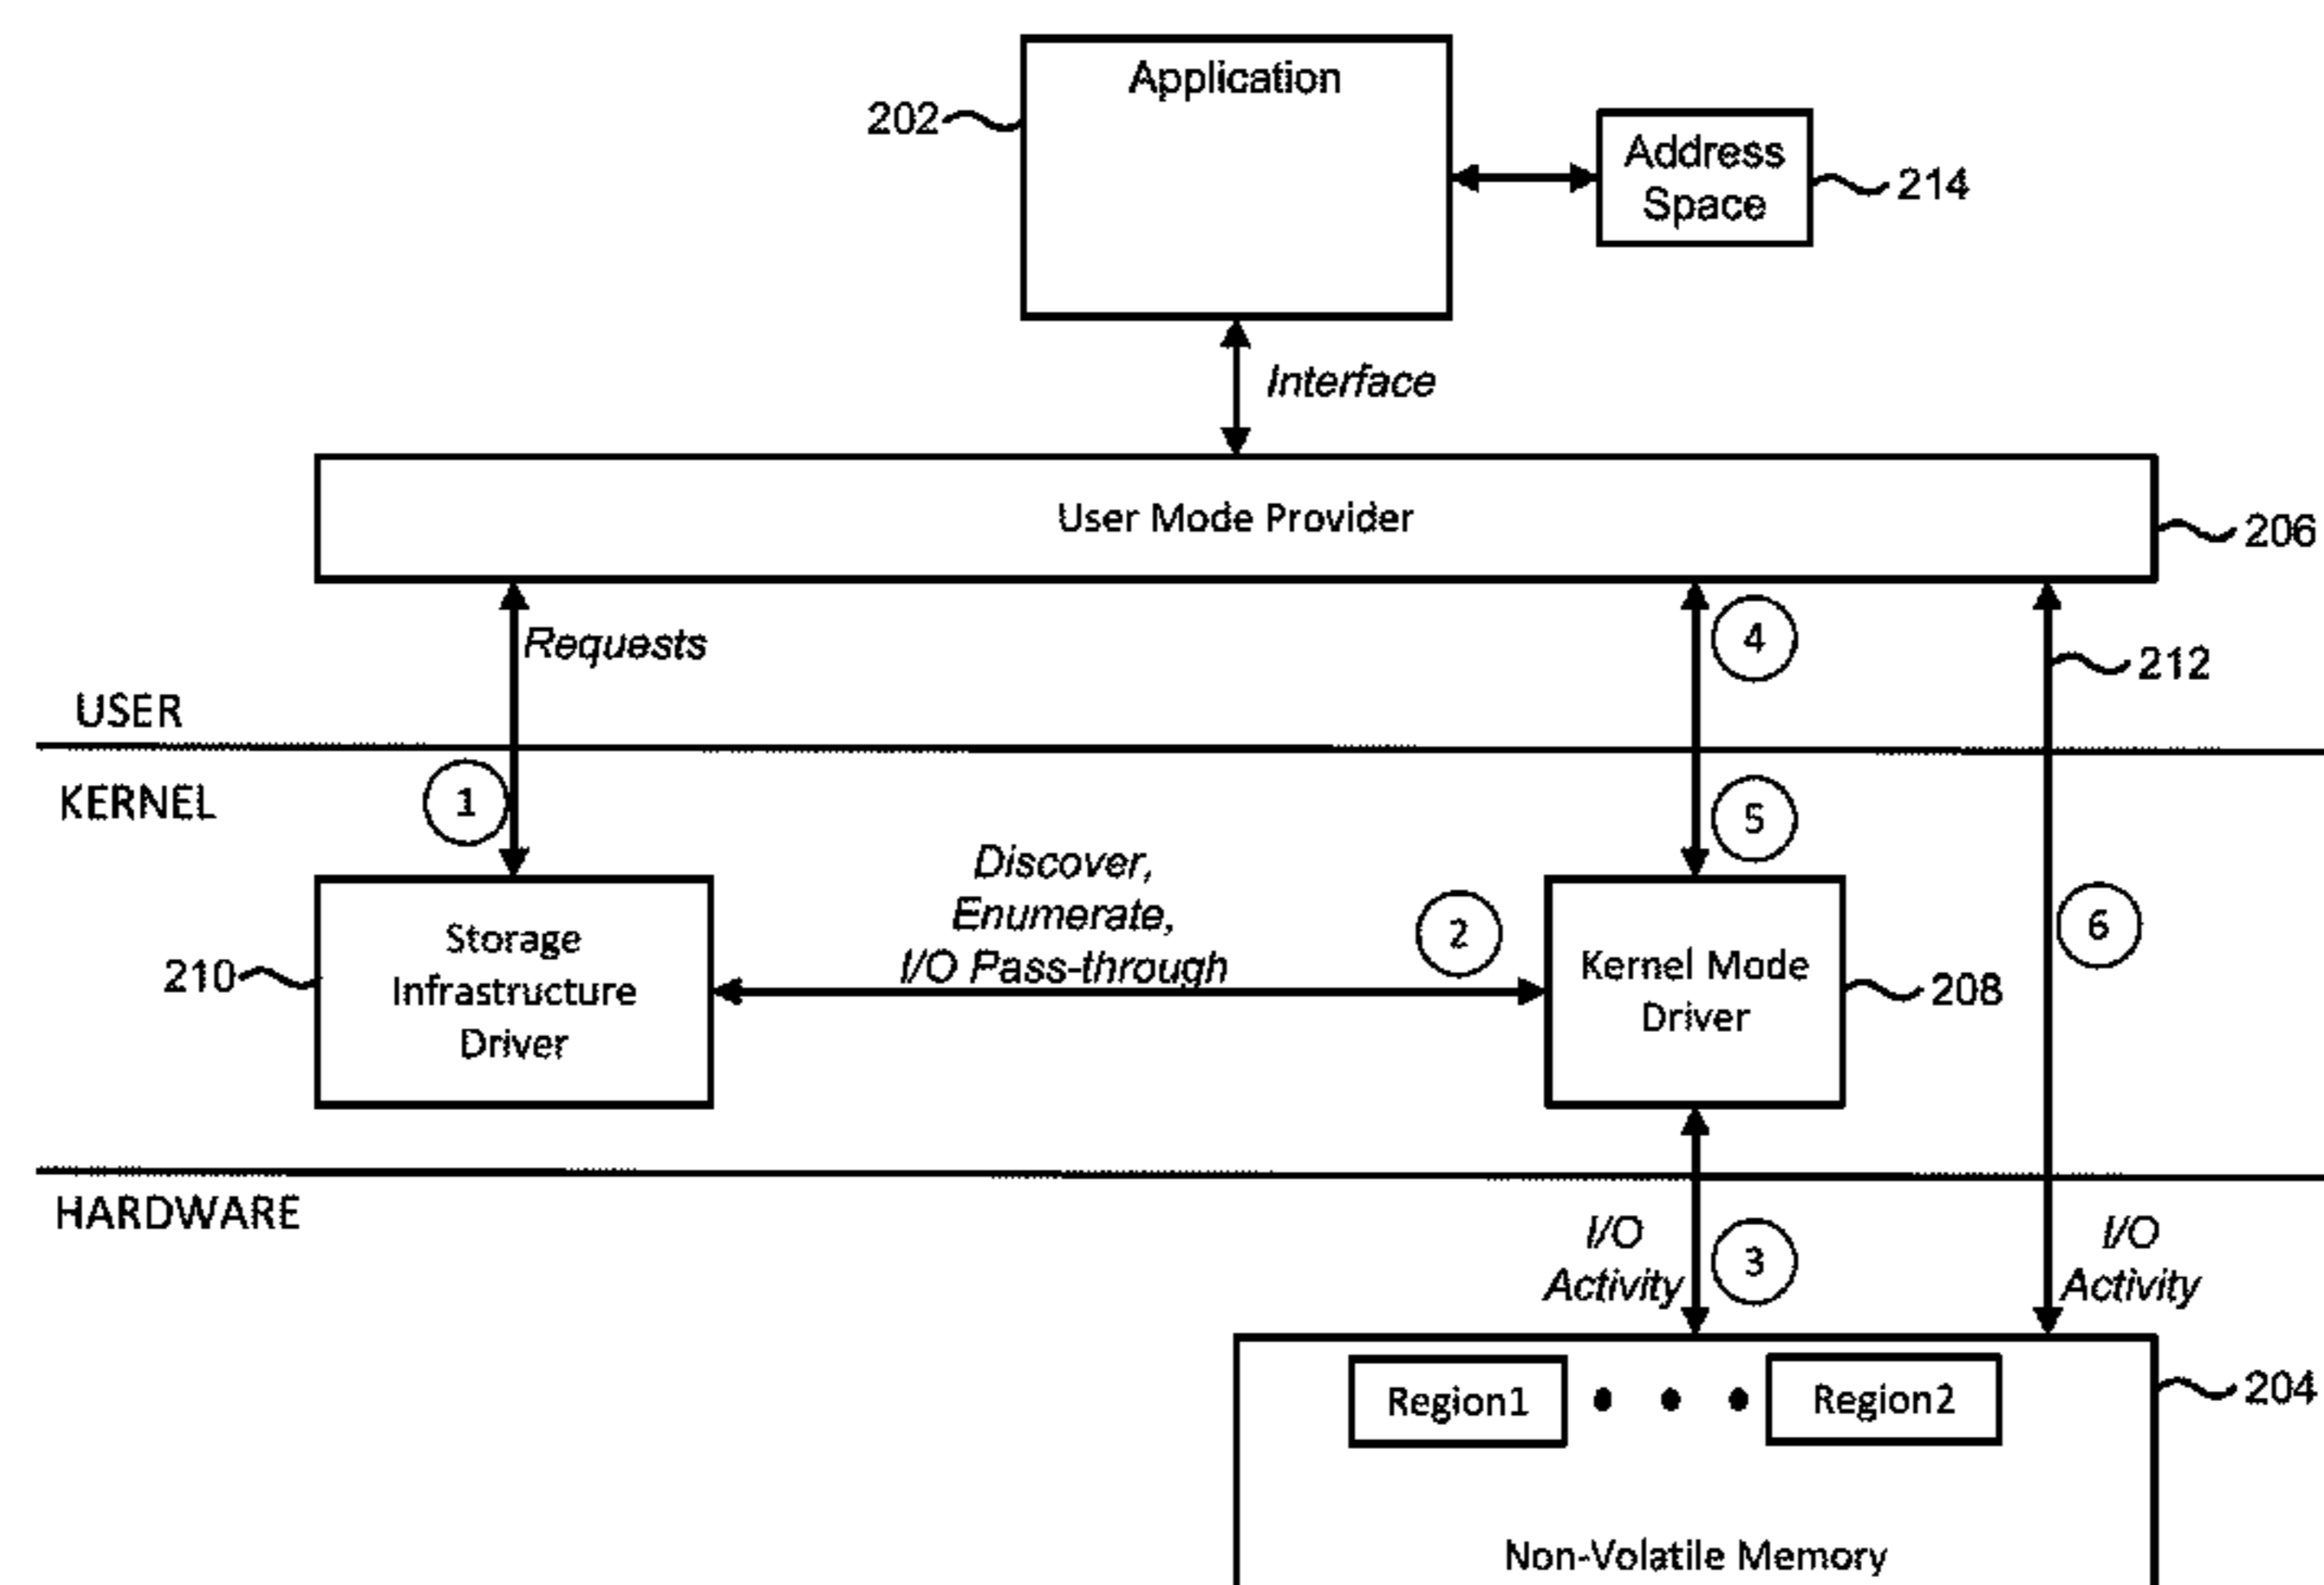 Application
202
Address
Space
214
Interface
User Mode Provider
206
Requests
4
212
USER
KERNEL
1
5
Discover,
Enumerate,
I/O Pass-through
2
6
Storage
Infrastructure
Driver
210
Kernel Mode
Driver
208
HARDWARE
I/O
Activity
3
I/O
Activity
Region1
Region2
204
Non-Volatile Memory